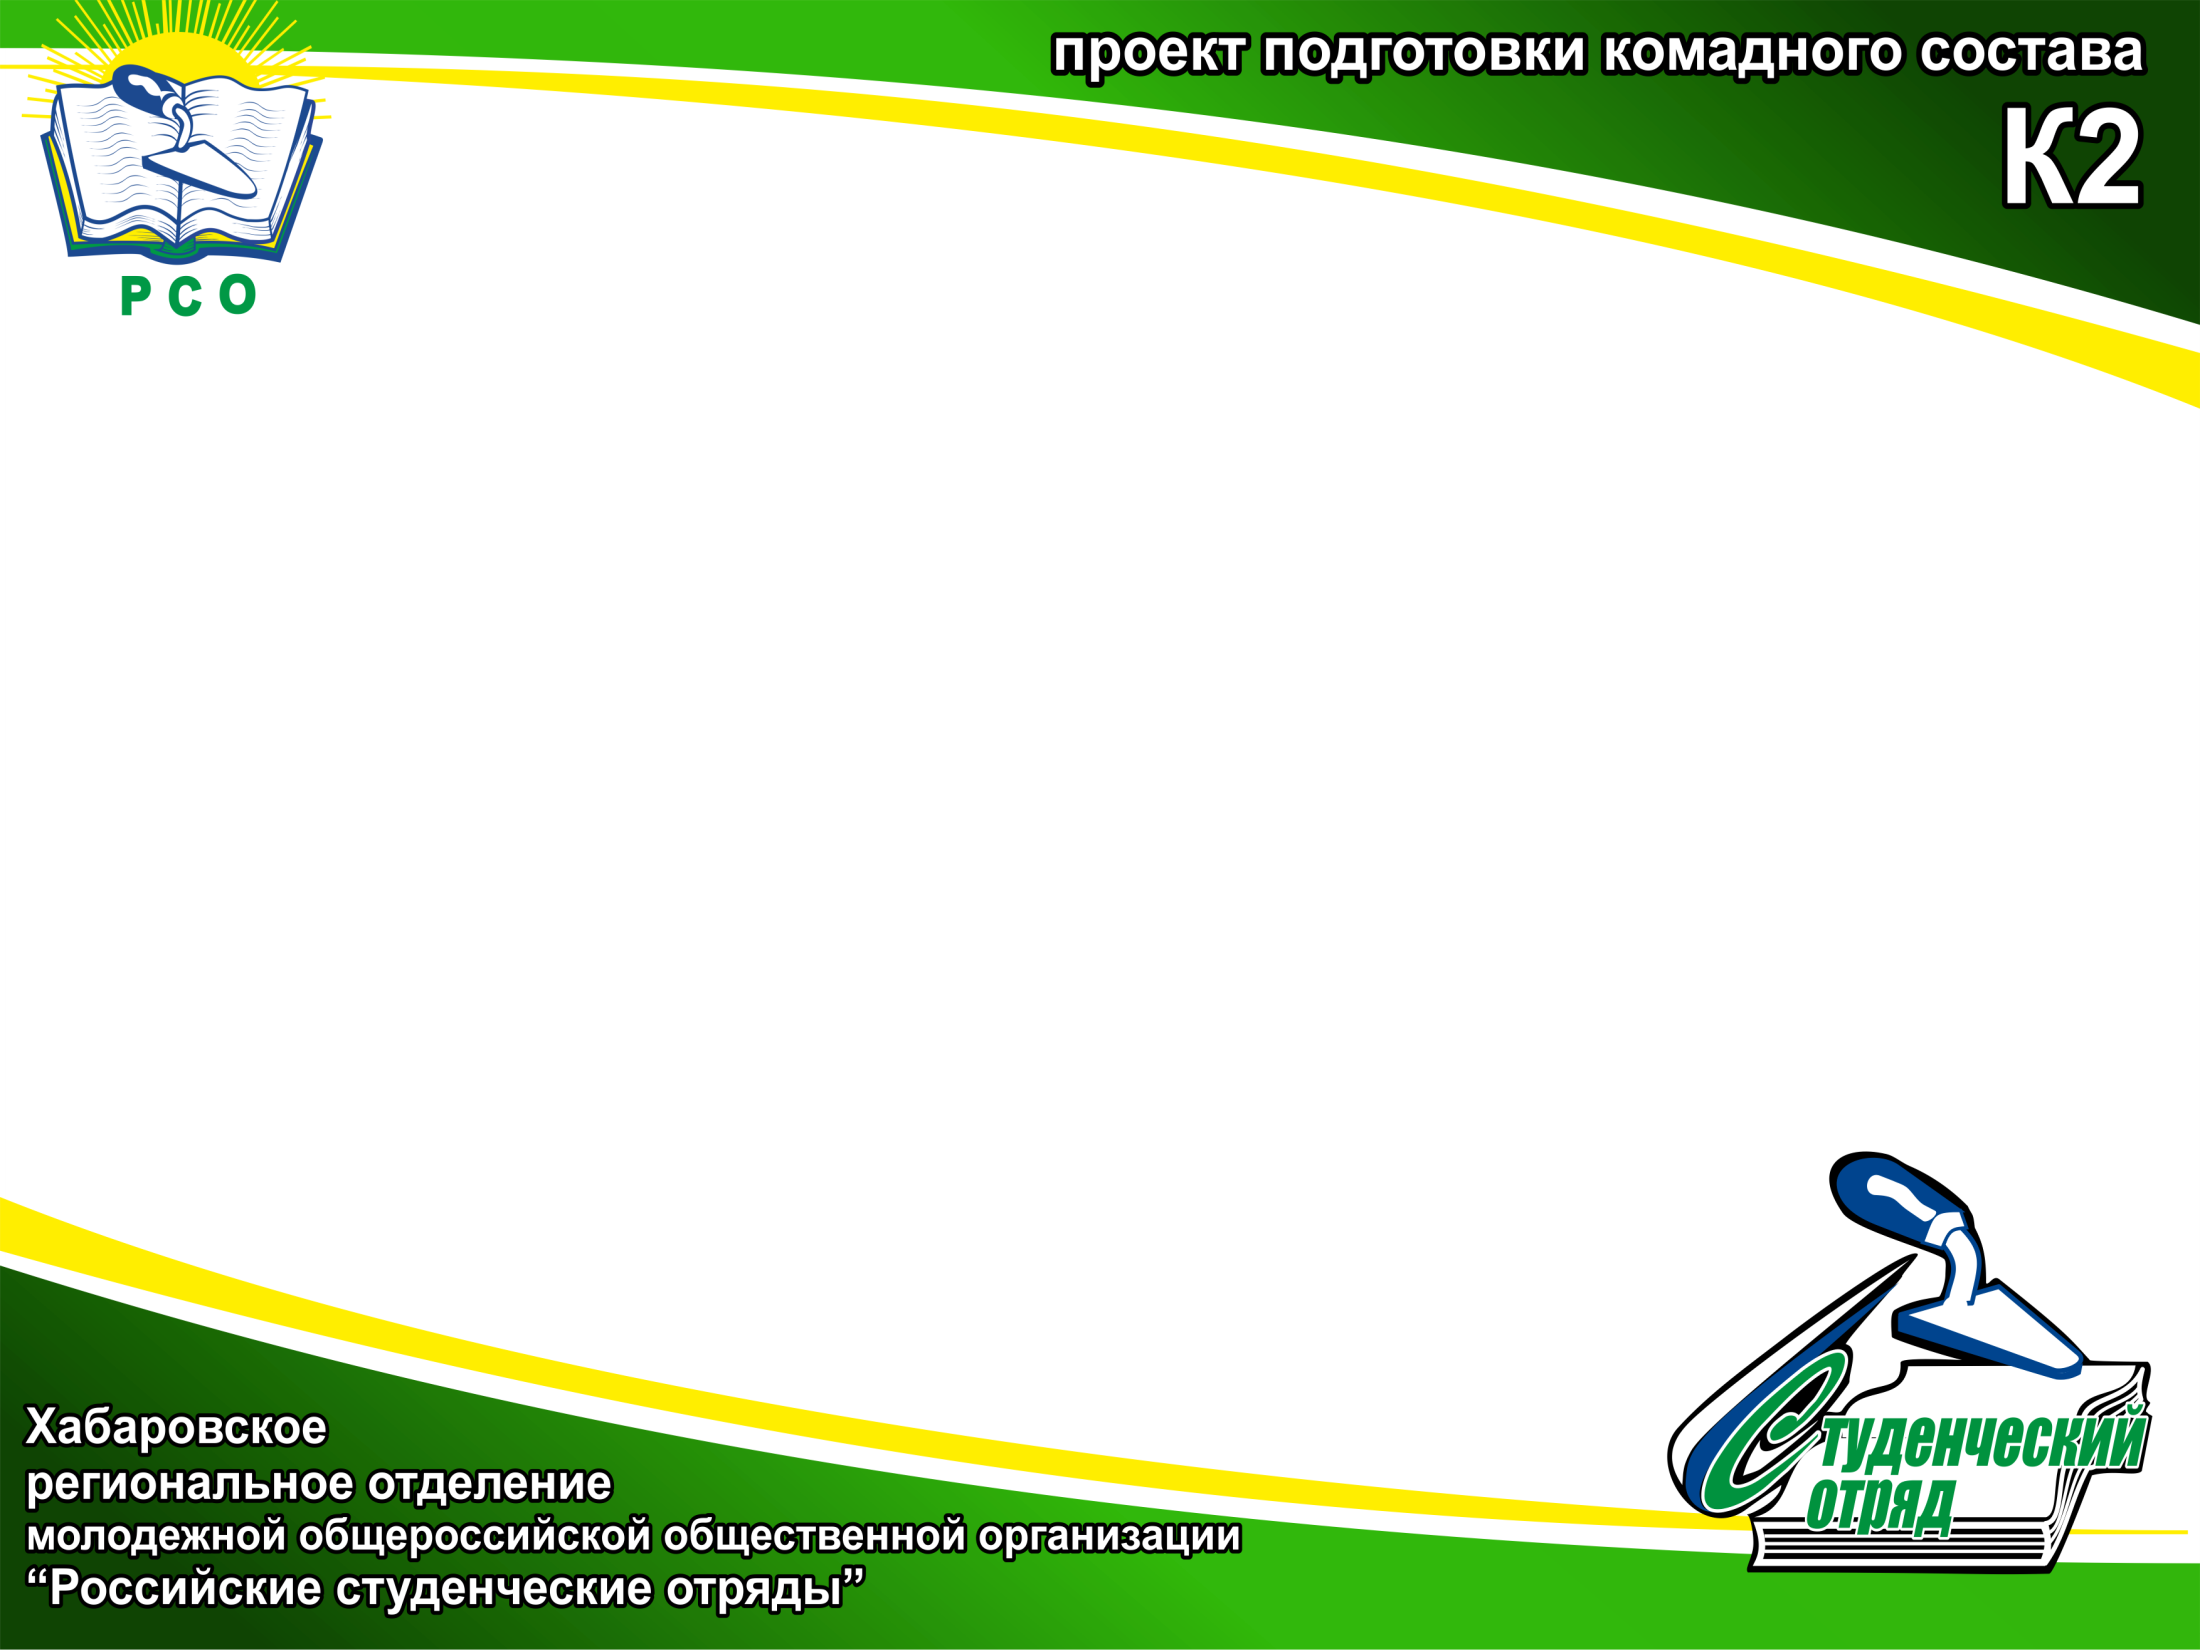 проект подготовки комадного состава
К2
РСО
Хабаровское
региональное отделение
молодежной общероссийской общественной организации
“Российские студенческие отряды”
Студенческий
отряд